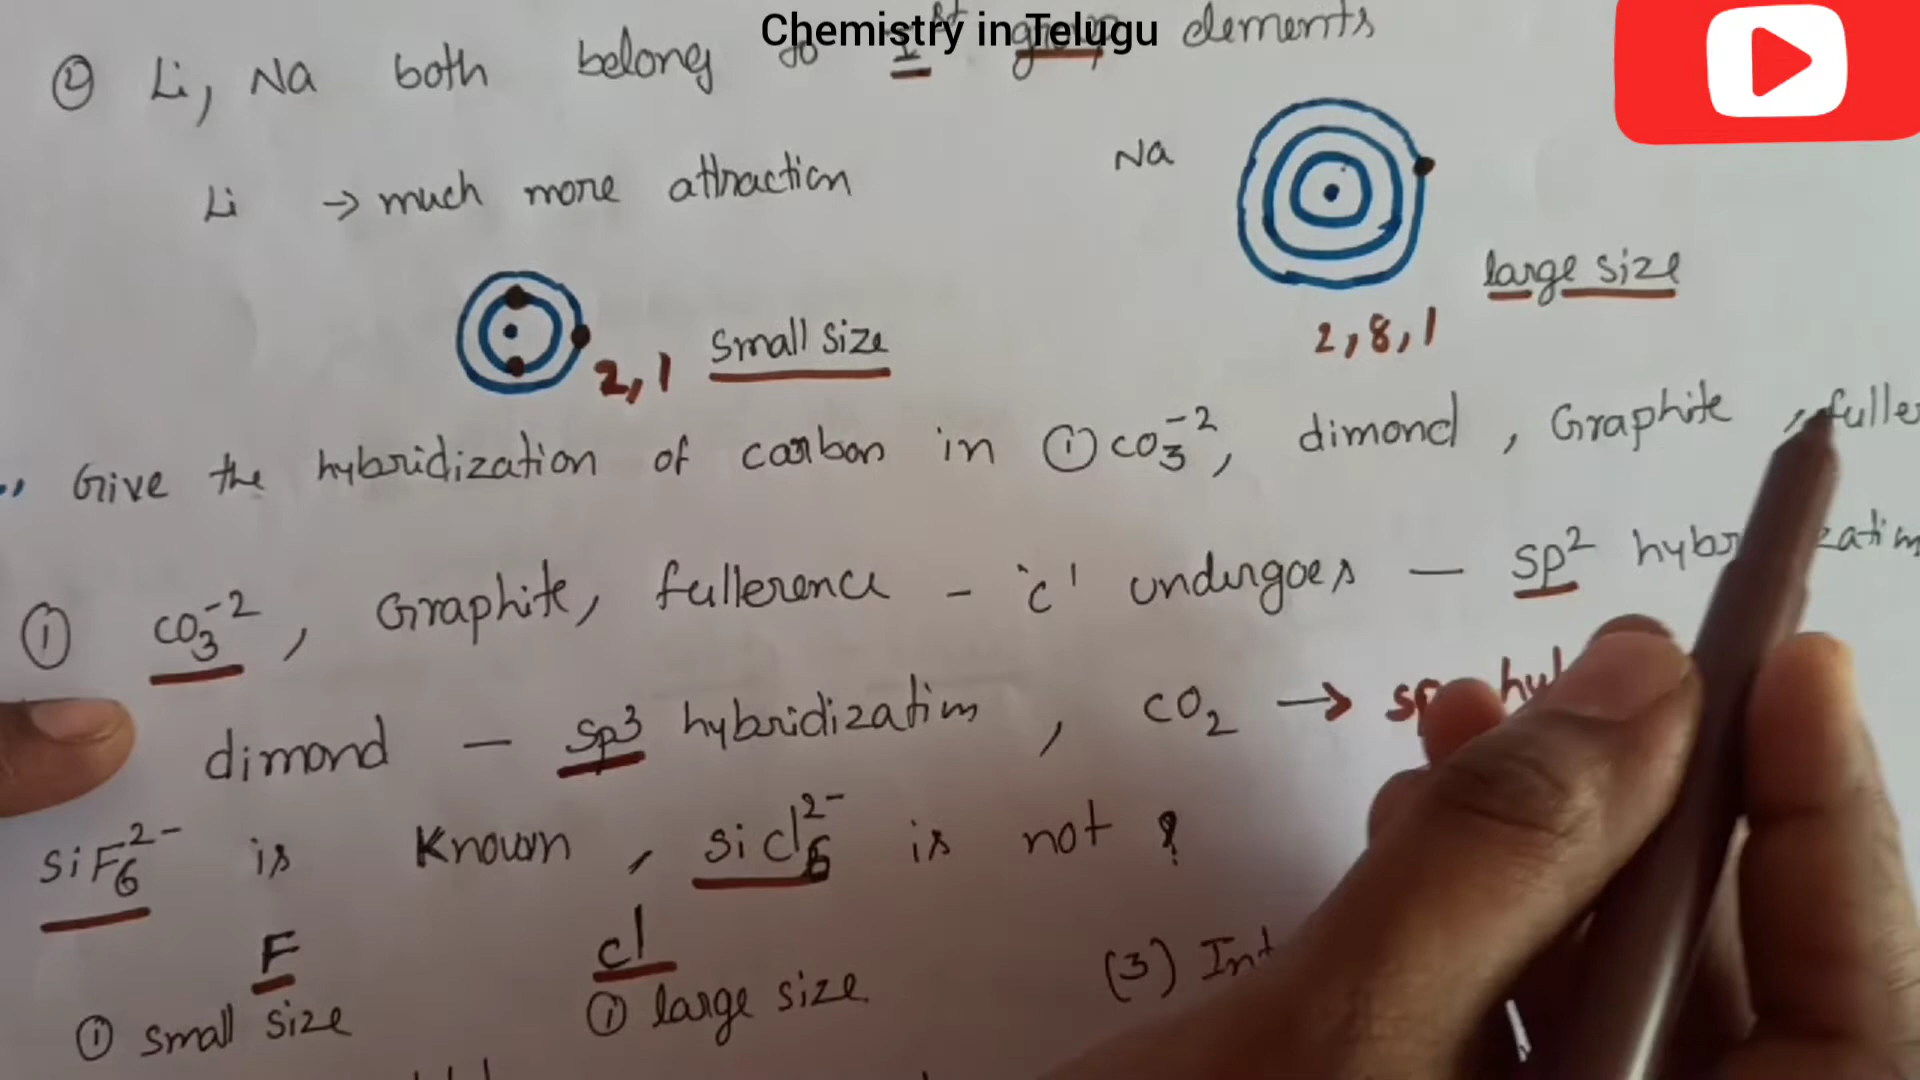 Chemistry in Telugu
② Li, Na both belong to Ist group elements
Li → much more attraction
Na
large size
2,8,1
2,1 small size
Give the hybridization of carbon in ① co3-2, dimond, Graphite, fulle
① co3-2, Graphite, fullerence - 'c' undergoes - sp2
dimond - sp3 hybridization, co2 →
SiF6 2- is Known, sicl6 2- is not ?
F
cl
① small size
① large size
(3) Int